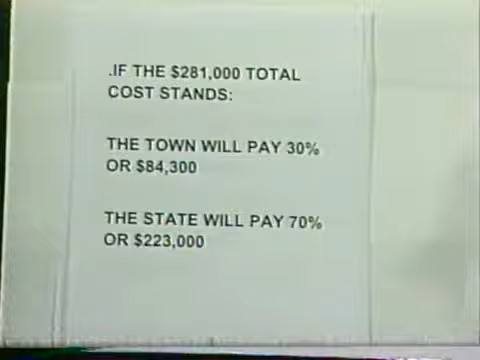 .IF THE $281,000 TOTAL
COST STANDS:
THE TOWN WILL PAY 30%
OR $84,300
THE STATE WILL PAY 70%
OR $223,000